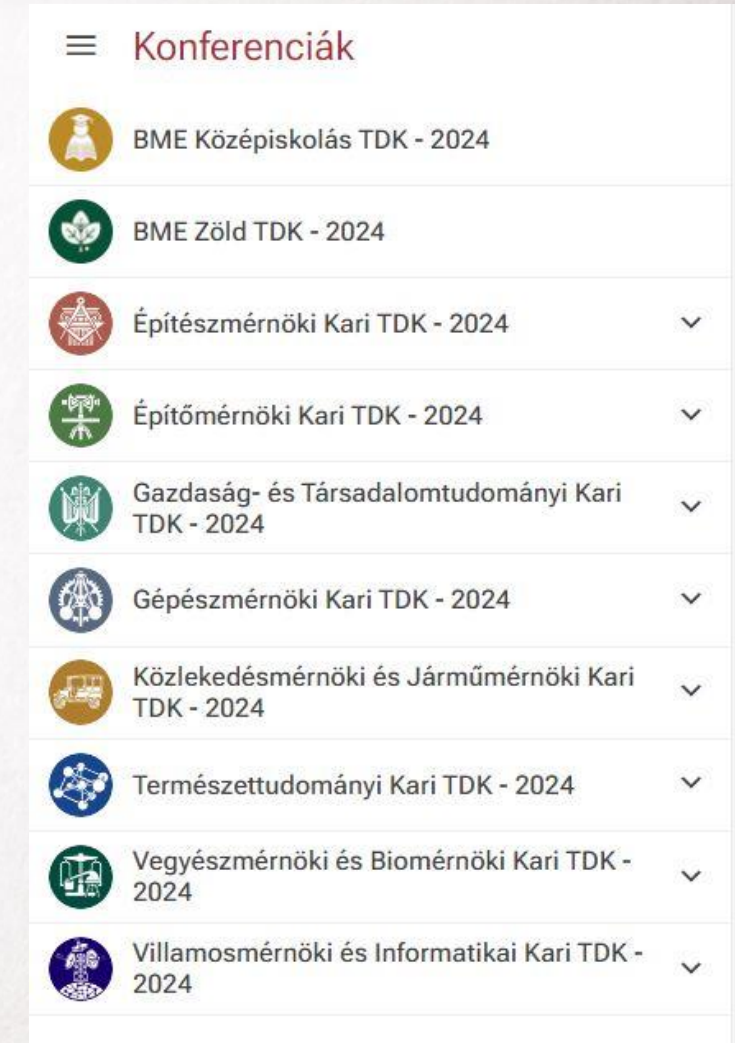 Konferenciák
BME Középiskolás TDK - 2024
BME Zöld TDK - 2024
Építészmérnöki Kari TDK - 2024
Építőmérnöki Kari TDK - 2024
Gazdaság- és Társadalomtudományi Kari
TDK - 2024
Gépészmérnöki Kari TDK - 2024
Közlekedésmérnöki és Járműmérnöki Kari
TDK - 2024
Természettudományi Kari TDK - 2024
Vegyészmérnöki és Biomérnöki Kari TDK -
2024
Villamosmérnöki és Informatikai Kari TDK -
2024